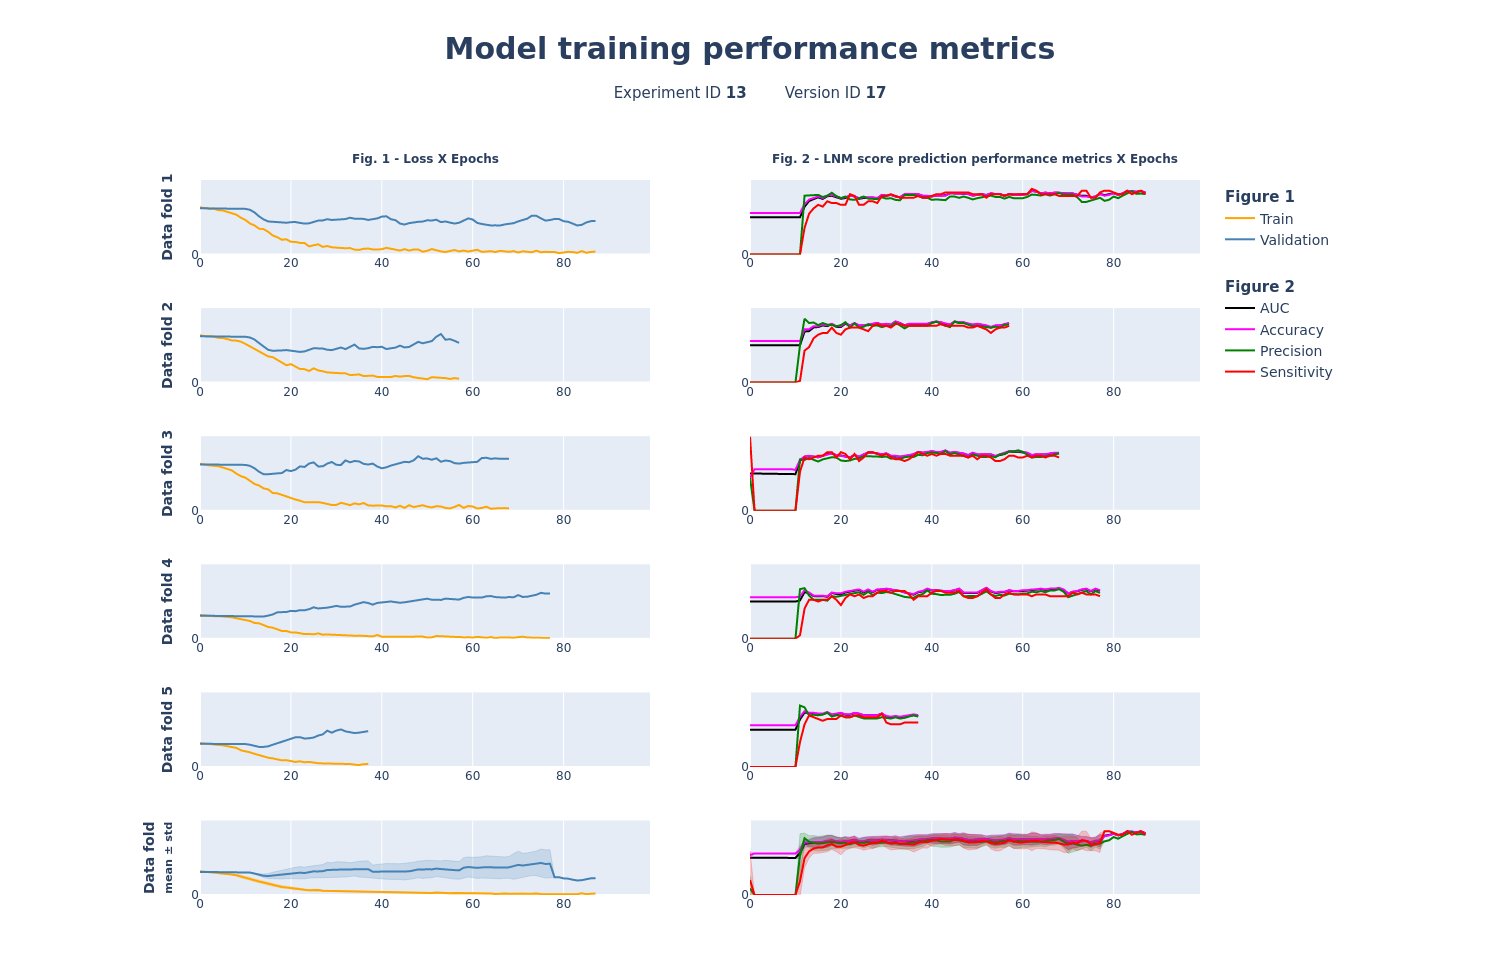 Model training performance metrics
Experiment ID 13 Version ID 17
Fig. 1 - Loss X Epochs
Fig. 2 - LNM score prediction performance metrics X Epochs
Data fold 1
0
0 20 40 60 80
0
0 20 40 60 80
Figure 1
Train
Validation
Figure 2
AUC
Accuracy
Precision
Sensitivity
Data fold 2
0
0 20 40 60 80
0
0 20 40 60 80
Data fold 3
0
0 20 40 60 80
0
0 20 40 60 80
Data fold 4
0
0 20 40 60 80
0
0 20 40 60 80
Data fold 5
0
0 20 40 60 80
0
0 20 40 60 80
Data fold
mean ± std
0
0 20 40 60 80
0
0 20 40 60 80